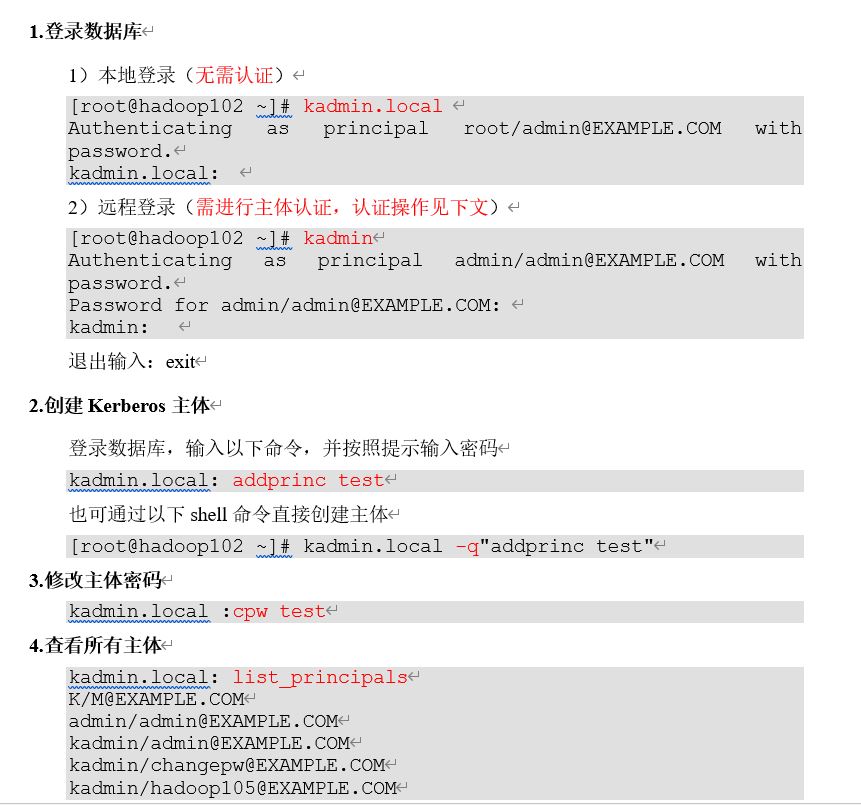 1.登录数据库
1）本地登录（无需认证）
[root@hadoop102 ~]# kadmin.local
Authenticating as principal root/admin@EXAMPLE.COM with
password.
kadmin.local:
2）远程登录（需进行主体认证，认证操作见下文）
[root@hadoop102 ~]# kadmin
Authenticating as principal admin/admin@EXAMPLE.COM with
password.
Password for admin/admin@EXAMPLE.COM:
kadmin:
退出输入：exit
2.创建 Kerberos 主体
登录数据库，输入以下命令，并按照提示输入密码
kadmin.local: addprinc test
也可通过以下 shell 命令直接创建主体
[root@hadoop102 ~]# kadmin.local -q"addprinc test"
3.修改主体密码
kadmin.local :cpw test
4.查看所有主体
kadmin.local: list_principals
K/M@EXAMPLE.COM
admin/admin@EXAMPLE.COM
kadmin/admin@EXAMPLE.COM
kadmin/changepw@EXAMPLE.COM
kadmin/hadoop105@EXAMPLE.COM